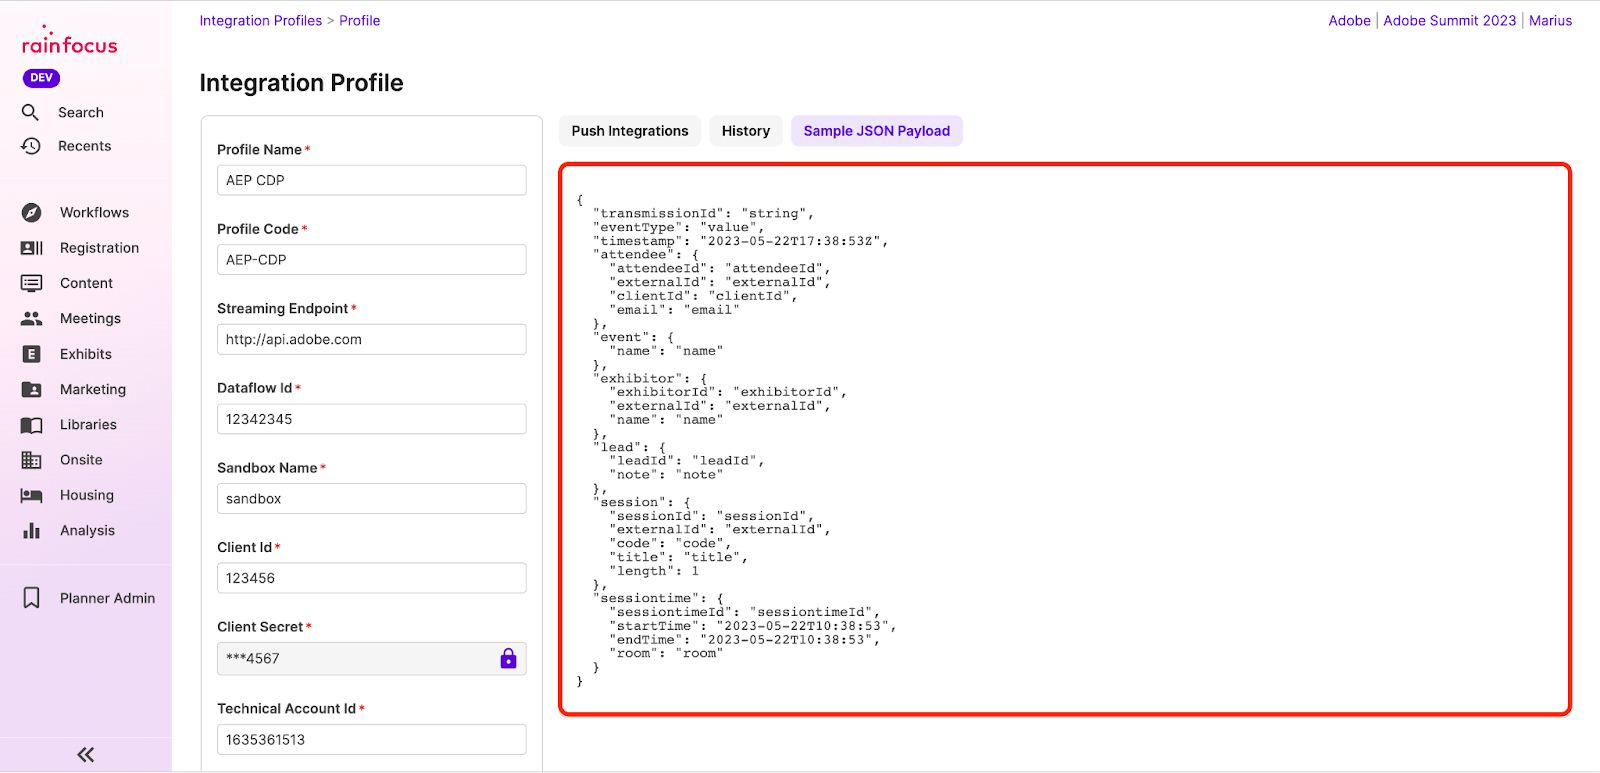 rainfocus
DEV
Search
Recents
Workflows
Registration
Content
Meetings
E
Exhibits
Marketing
Libraries
Onsite
Housing
Analysis
Planner Admin
Integration Profiles > Profile
Adobe | Adobe Summit 2023 | Marius
Integration Profile
Profile Name *
AEP CDP
Profile Code *
AEP-CDP
Streaming Endpoint *
http://api.adobe.com
Dataflow Id *
12342345
Sandbox Name *
sandbox
Client Id *
123456
Client Secret *
***4567
Technical Account Id *
1635361513
Push Integrations
History
Sample JSON Payload
{
  "transmissionId": "string",
  "eventType": "value",
  "timestamp": "2023-05-22T17:38:53Z",
  "attendee": {
    "attendeeId": "attendeeId",
    "externalId": "externalId",
    "clientId": "clientId",
    "email": "email"
  },
  "event": {
    "name": "name"
  },
  "exhibitor": {
    "exhibitorId": "exhibitorId",
    "externalId": "externalId",
    "name": "name"
  },
  "lead": {
    "leadId": "leadId",
    "note": "note"
  },
  "session": {
    "sessionId": "sessionId",
    "externalId": "externalId",
    "code": "code",
    "title": "title",
    "length": 1
  },
  "sessiontime": {
    "sessiontimeId": "sessiontimeId",
    "startTime": "2023-05-22T10:38:53",
    "endTime": "2023-05-22T10:38:53",
    "room": "room"
  }
}